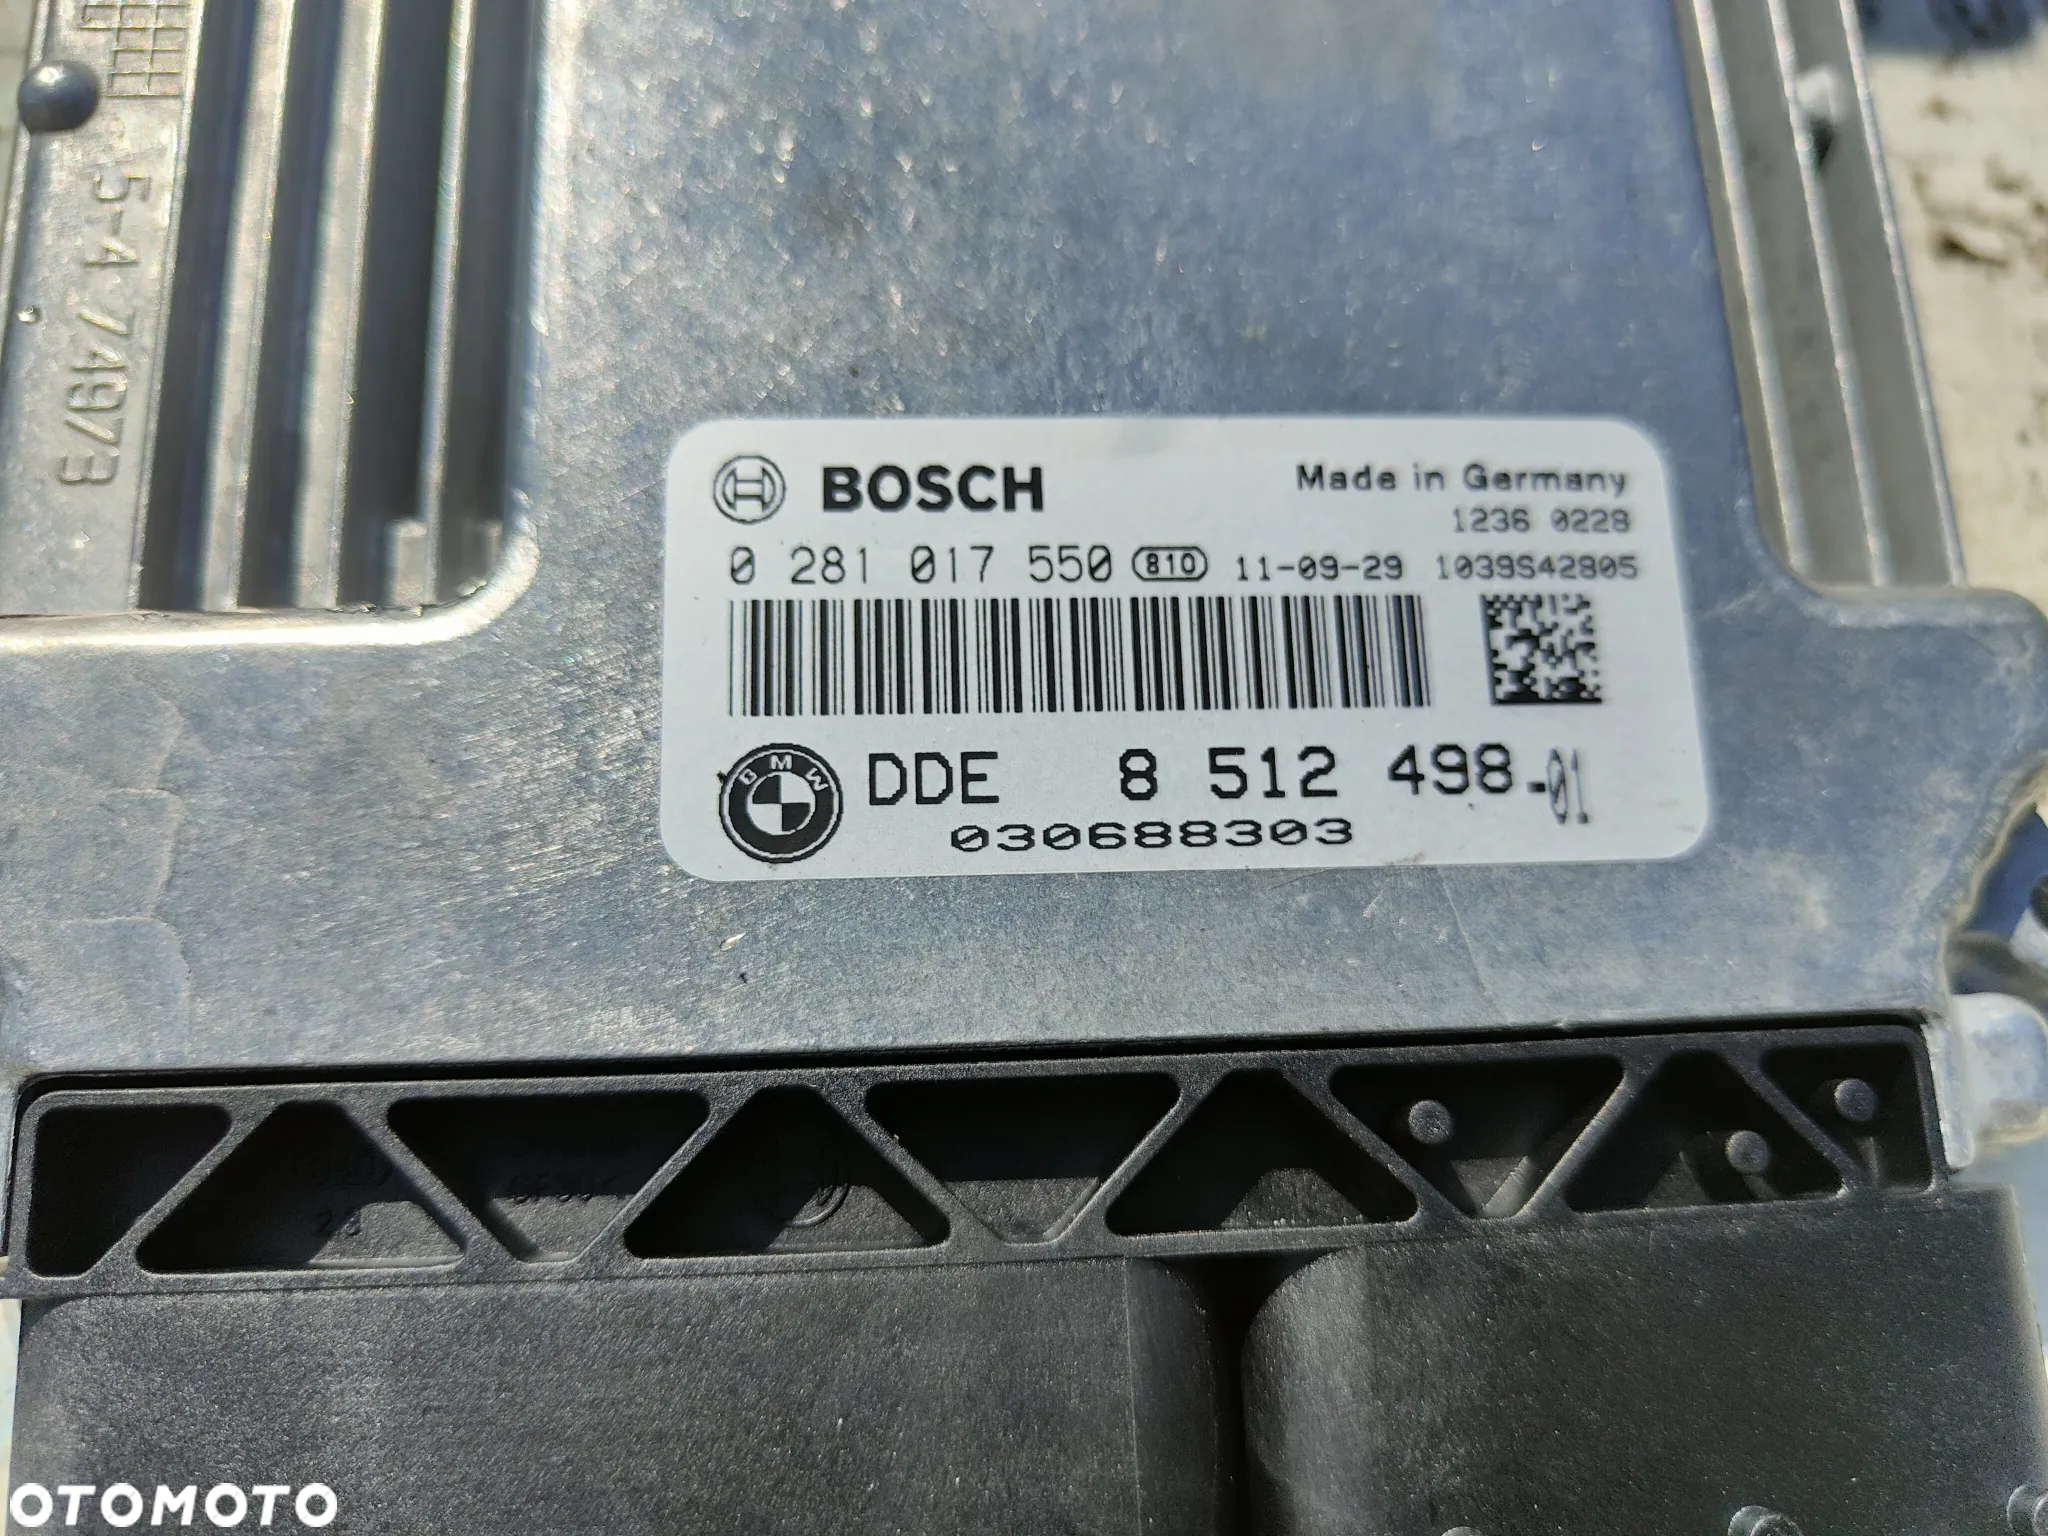 5-4 74973
BOSCH
Made in Germany
1236 0228
0 281 017 550 810 11-09-29 1039S42805
BMW DDE 8 512 498-01
030688303
OTOMOTO